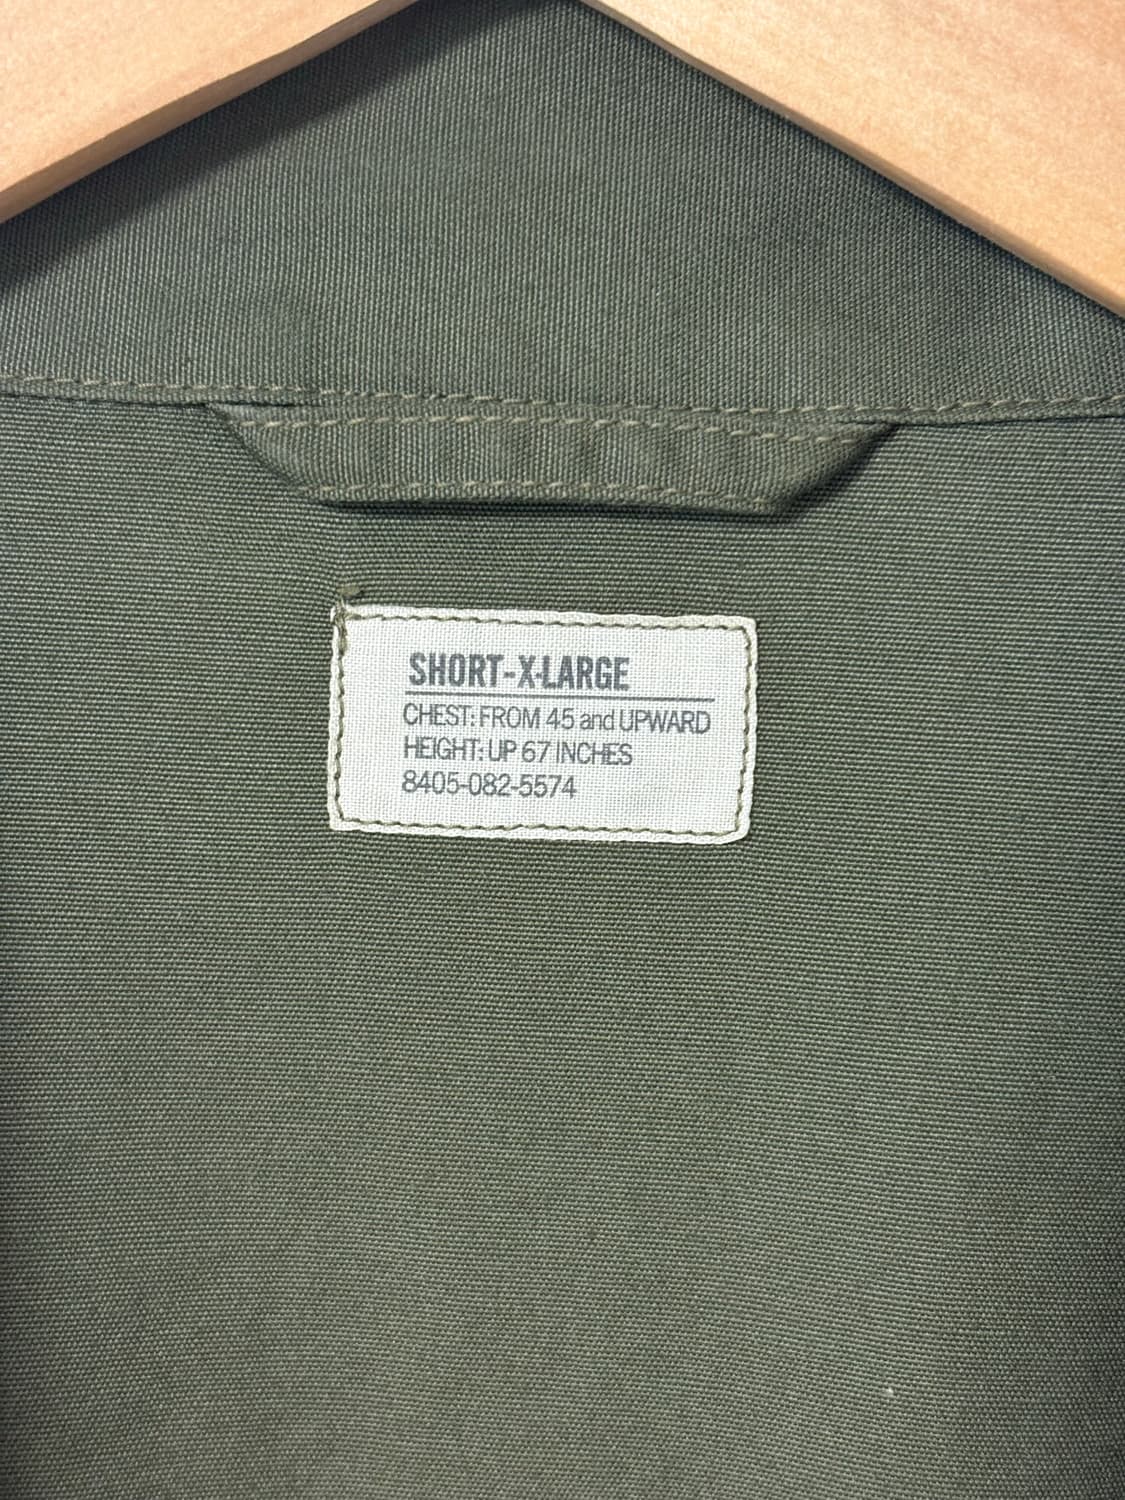 SHORT-X-LARGE
CHEST: FROM 45 and UPWARD
HEIGHT: UP 67 INCHES
8405-082-5574